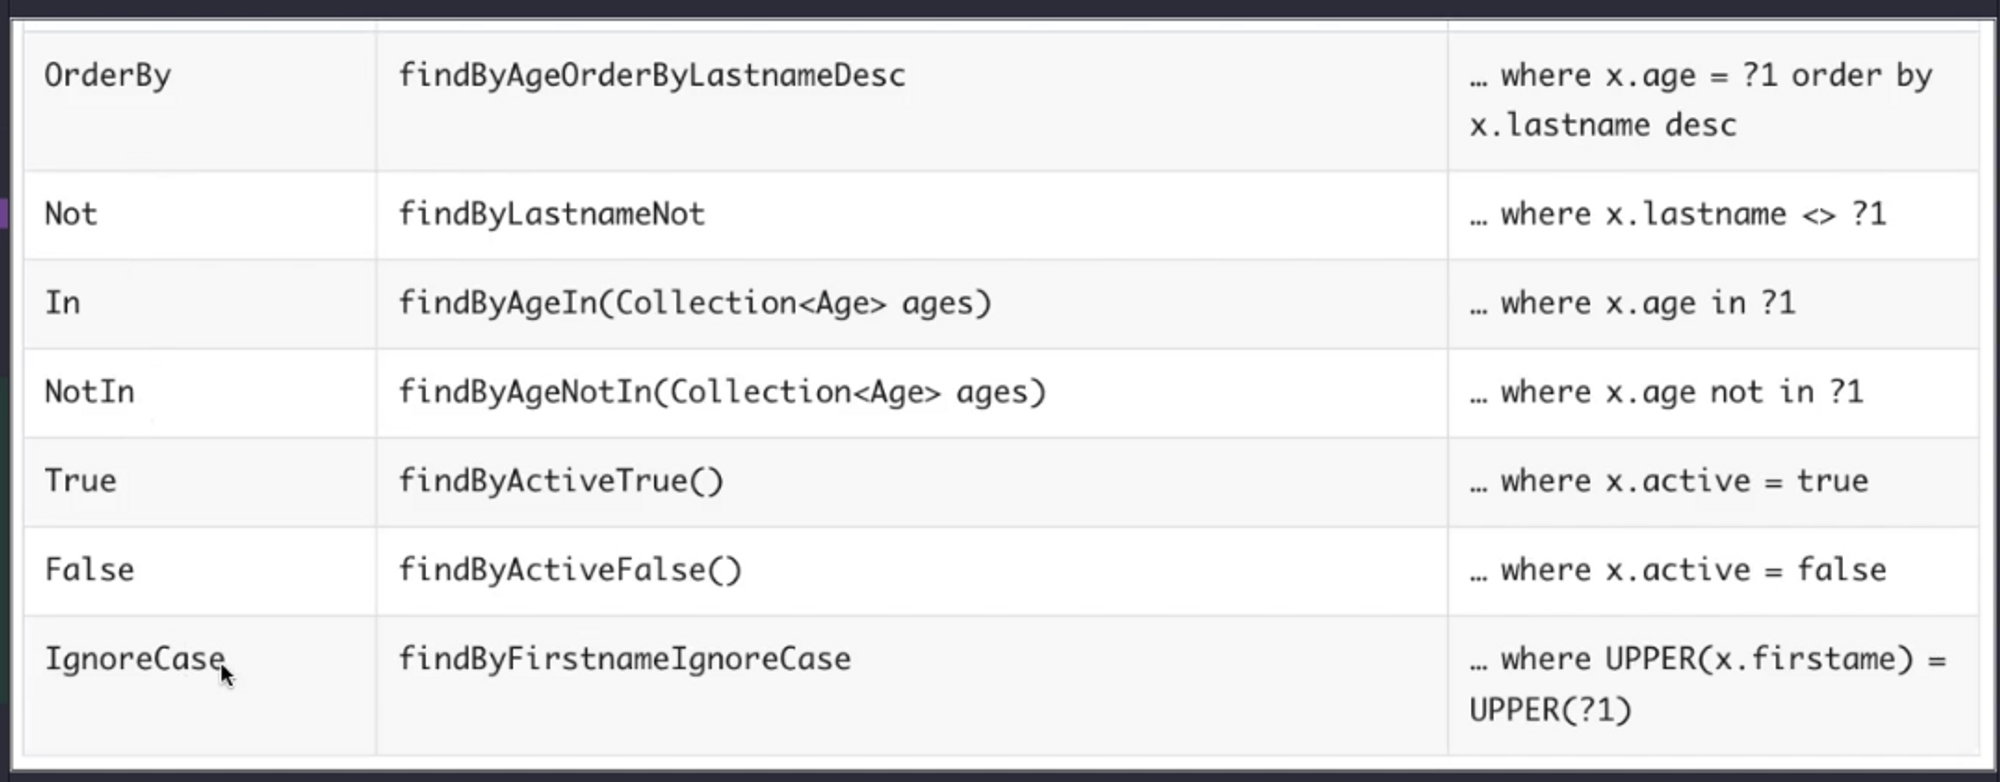 OrderBy findByAgeOrderByLastnameDesc … where x.age = ?1 order by
x.lastname desc
Not findByLastnameNot … where x.lastname <> ?1
In findByAgeIn(Collection<Age> ages) … where x.age in ?1
NotIn findByAgeNotIn(Collection<Age> ages) … where x.age not in ?1
True findByActiveTrue() … where x.active = true
False findByActiveFalse() … where x.active = false
IgnoreCase findByFirstnameIgnoreCase … where UPPER(x.firstame) =
UPPER(?1)